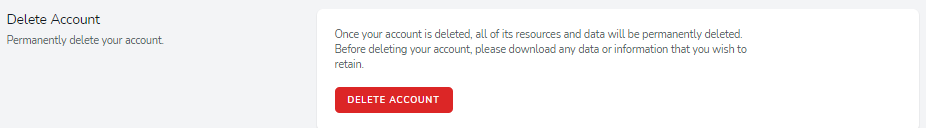 Delete Account
Permanently delete your account.
Once your account is deleted, all of its resources and data will be permanently deleted.
Before deleting your account, please download any data or information that you wish to
retain.
DELETE ACCOUNT